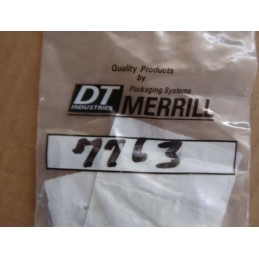 Quality Products
by
Packaging Systems
DT
INDUSTRIES
MERRILL
7763